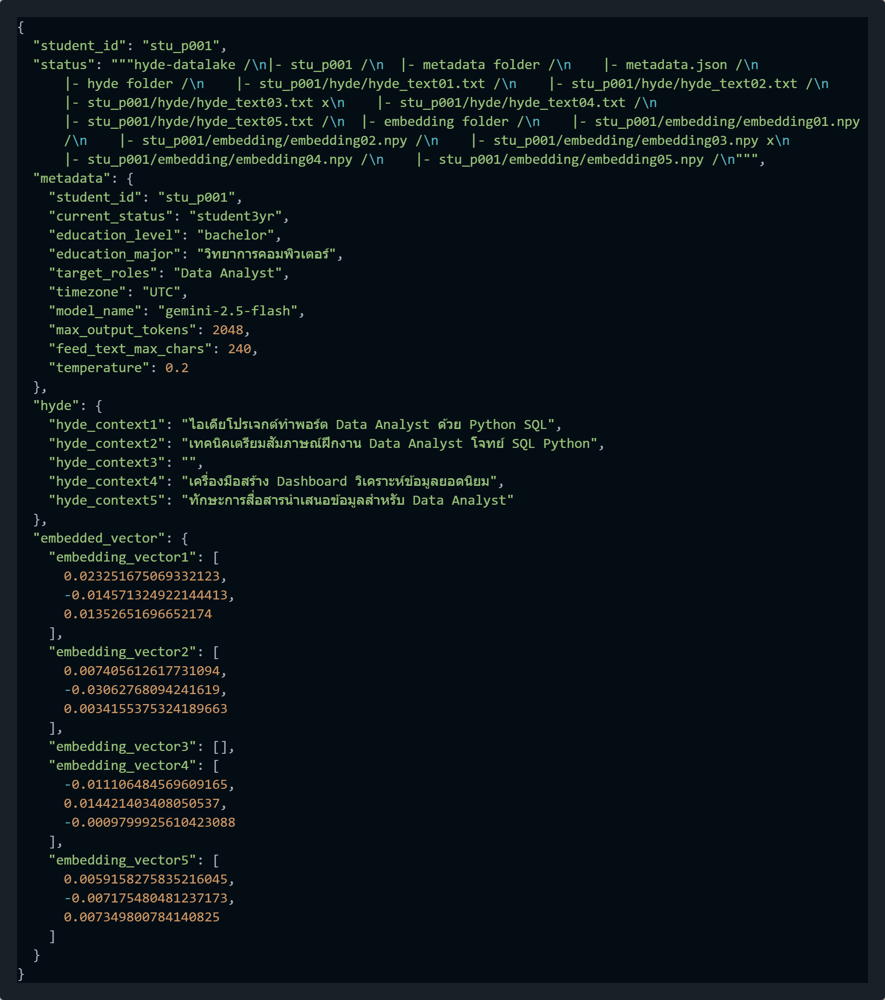 {
  "student_id": "stu_p001",
  "status": """hyde-datalake /\n|- stu_p001 /\n  |- metadata folder /\n    |- metadata.json /\n
      |- hyde folder /\n    |- stu_p001/hyde/hyde_text01.txt /\n    |- stu_p001/hyde/hyde_text02.txt /\n
      |- stu_p001/hyde/hyde_text03.txt x\n    |- stu_p001/hyde/hyde_text04.txt /\n
      |- stu_p001/hyde/hyde_text05.txt /\n  |- embedding folder /\n    |- stu_p001/embedding/embedding01.npy
      /\n    |- stu_p001/embedding/embedding02.npy /\n    |- stu_p001/embedding/embedding03.npy x\n
      |- stu_p001/embedding/embedding04.npy /\n    |- stu_p001/embedding/embedding05.npy /\n""",
  "metadata": {
    "student_id": "stu_p001",
    "current_status": "student3yr",
    "education_level": "bachelor",
    "education_major": "วิทยาการคอมพิวเตอร์",
    "target_roles": "Data Analyst",
    "timezone": "UTC",
    "model_name": "gemini-2.5-flash",
    "max_output_tokens": 2048,
    "feed_text_max_chars": 240,
    "temperature": 0.2
  },
  "hyde": {
    "hyde_context1": "ไอเดียโปรเจกต์ทำพอร์ต Data Analyst ด้วย Python SQL",
    "hyde_context2": "เทคนิคเตรียมสัมภาษณ์ฝึกงาน Data Analyst โจทย์ SQL Python",
    "hyde_context3": "",
    "hyde_context4": "เครื่องมือสร้าง Dashboard วิเคราะห์ข้อมูลยอดนิยม",
    "hyde_context5": "ทักษะการสื่อสารนำเสนอข้อมูลสำหรับ Data Analyst"
  },
  "embedded_vector": {
    "embedding_vector1": [
      0.023251675069332123,
      -0.014571324922144413,
      0.01352651696652174
    ],
    "embedding_vector2": [
      0.007405612617731094,
      -0.03062768094241619,
      0.0034155375324189663
    ],
    "embedding_vector3": [],
    "embedding_vector4": [
      -0.011106484569609165,
      0.014421403408050537,
      -0.0009799925610423088
    ],
    "embedding_vector5": [
      0.0059158275835216045,
      -0.007175480481237173,
      0.007349800784140825
    ]
  }
}